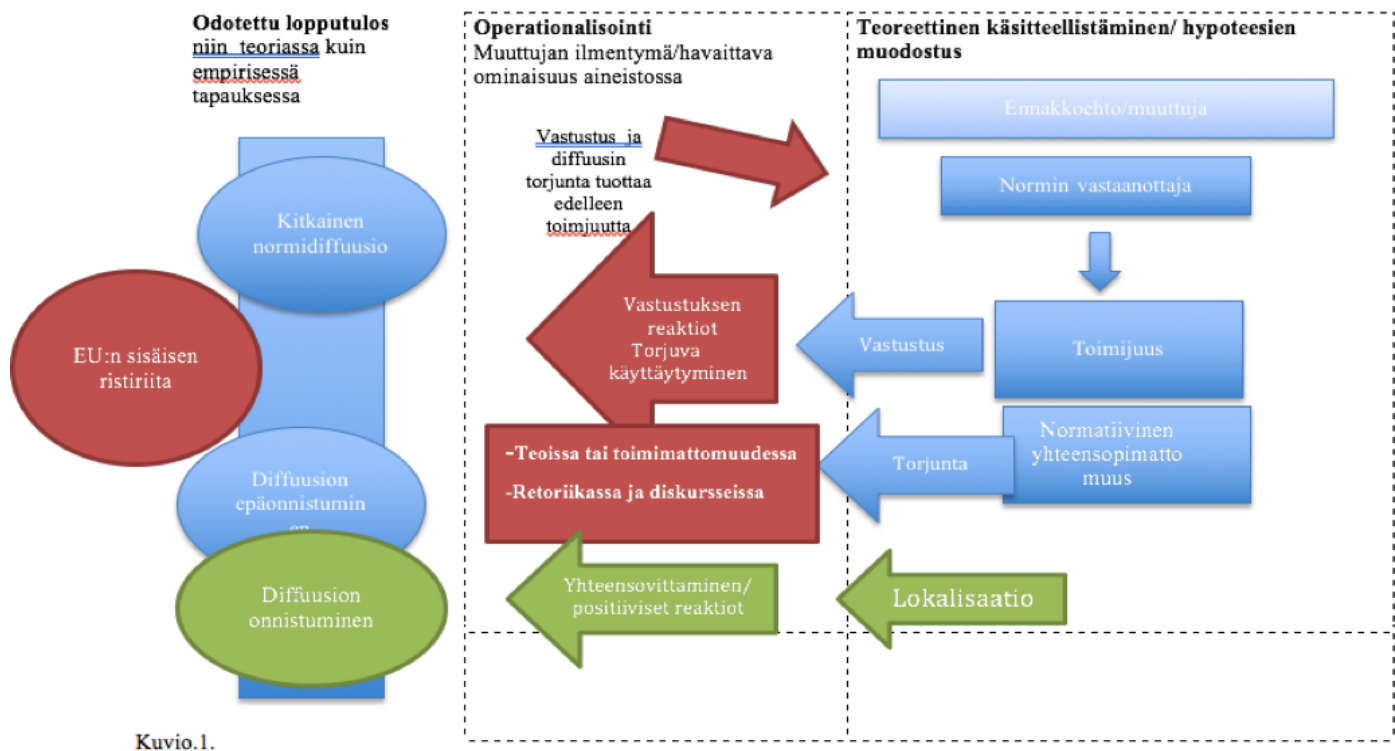 Odotettu lopputulos
niin teoriassa kuin
empirisessä
tapauksessa
Kitkainen
normidiffuusio
EU:n sisäisen
ristiriita
Diffuusion
epäonnistumin
en
Diffuusion
onnistuminen
Operationalisointi
Muuttujan ilmentymä/havaittava
ominaisuus aineistossa
Vastustus ja
diffuusin
torjunta tuottaa
edelleen
toimjuutta
Vastustuksen
reaktiot
Torjuva
käyttäytyminen
-Teoissa tai toimimattomuudessa
-Retoriikassa ja diskursseissa
Yhteensovittaminen/
positiiviset reaktiot
Teoreettinen käsitteellistäminen/ hypoteesien
muodostus
Ennakkoehto/muuttuja
Normin vastaanottaja
Vastustus
Toimijuus
Torjunta
Normatiivinen
yhteensopimatto
muus
Lokalisaatio
Kuvio.1.